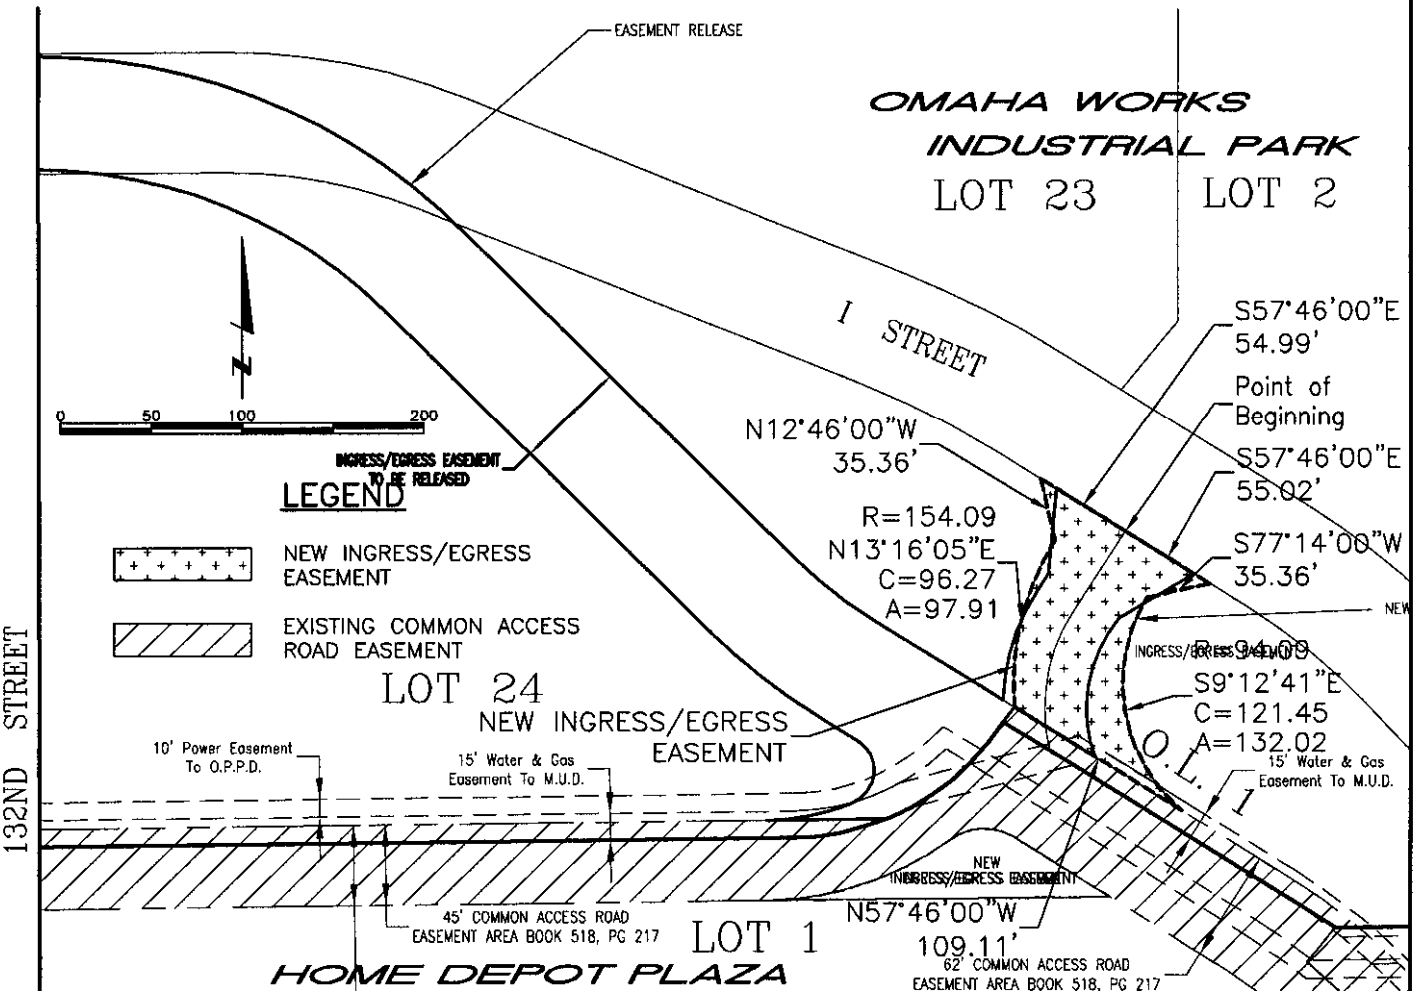 EASEMENT RELEASE
OMAHA WORKS
INDUSTRIAL PARK
LOT 23
LOT 2
I STREET
S57°46'00"E
54.99'
Point of
Beginning
S57°46'00"E
55.02'
S77°14'00"W
35.36'
N12°46'00"W
35.36'
R=154.09
N13°16'05"E
C=96.27
A=97.91
Z
0 50 100 200
INGRESS/EGRESS EASEMENT
TO BE RELEASED
LEGEND
NEW INGRESS/EGRESS
EASEMENT
EXISTING COMMON ACCESS
ROAD EASEMENT
LOT 24
NEW INGRESS/EGRESS
EASEMENT
NEW
INGRESS/EGRESS EASEMENT
R=94.09
S9°12'41"E
C=121.45
A=132.02
O.L. 1
15' Water & Gas
Easement To M.U.D.
132ND STREET
10' Power Easement
To O.P.P.D.
15' Water & Gas
Easement To M.U.D.
NEW
INGRESS/EGRESS EASEMENT
N57°46'00"W
109.11'
45' COMMON ACCESS ROAD
EASEMENT AREA BOOK 518, PG 217
LOT 1
HOME DEPOT PLAZA
62' COMMON ACCESS ROAD
EASEMENT AREA BOOK 518, PG 217